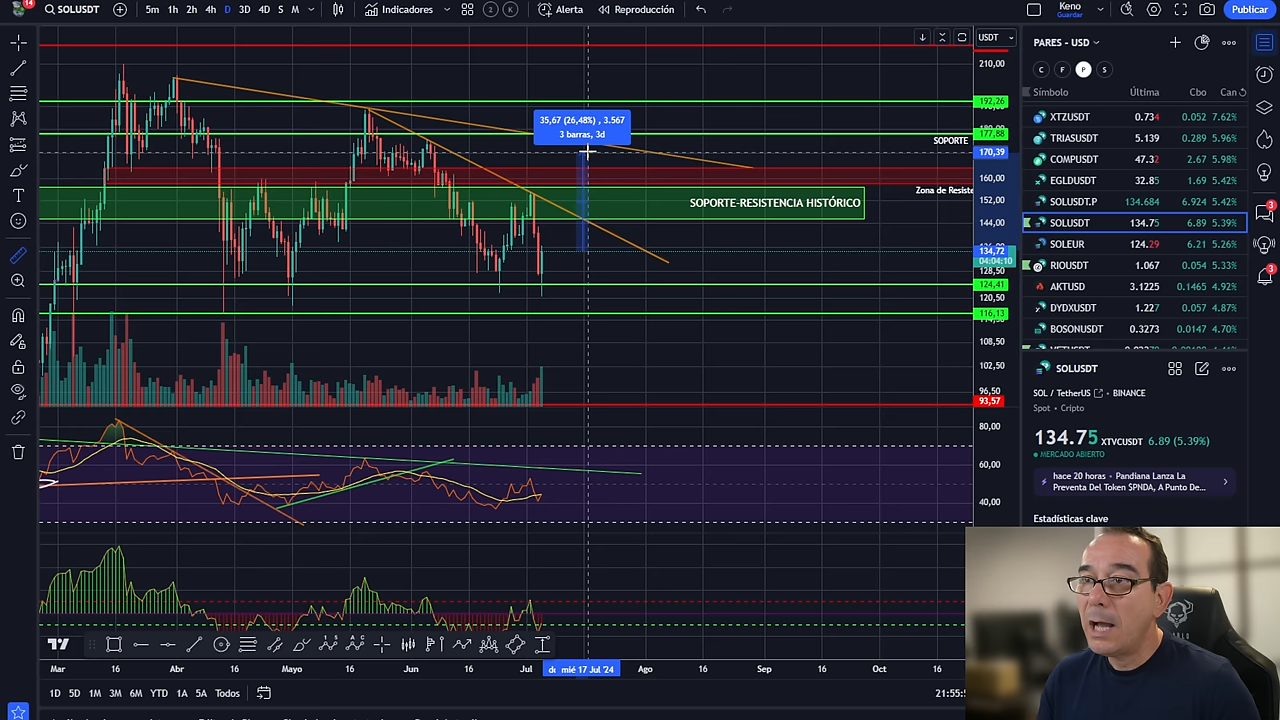 14
SOLUSDT
5m 1h 2h 4h D 3D 4D S M
Indicadores
2 K
Alerta
Reproducción
Keno
Guardar
Publicar
USDT
210,00
192,26
177,88
170,39
160,00
152,00
144,00
134,72
04:04:10
128,50
124,41
120,50
116,13
108,50
102,50
96,50
93,57
80,00
60,00
40,00
35,67 (26,48%) , 3.567
3 barras, 3d
SOPORTE
Zona de Resiste
SOPORTE-RESISTENCIA HISTÓRICO
Mar 16 Abr 16 Mayo 16 Jun 16 Jul mié 17 Jul '24 Ago 16 Sep 16 Oct 16
1D 5D 1M 3M 6M YTD 1A 5A Todos
PARES - USD
C F P S
Símbolo Última Cbo Can
XTZUSDT 0.734 0.052 7.62%
TRIASUSDT 5.139 0.289 5.96%
COMPUSDT 47.32 2.67 5.98%
EGLDUSDT 32.85 1.69 5.42%
SOLUSDT.P 134.684 6.924 5.42%
SOLUSDT 134.75 6.89 5.39%
SOLEUR 124.29 6.21 5.26%
RIOUSDT 1.067 0.054 5.33%
AKTUSD 3.1225 0.1465 4.92%
DYDXUSDT 1.227 0.057 4.87%
BOSONUSDT 0.3273 0.0147 4.70%
SOLUSDT
SOL / TetherUS • BINANCE
Spot • Cripto
134.75 XTVCUSDT 6.89 (5.39%)
MERCADO ABIERTO
hace 20 horas • Pandiana Lanza La
Preventa Del Token $PNDA, A Punto De...
Estadísticas clave
3
3